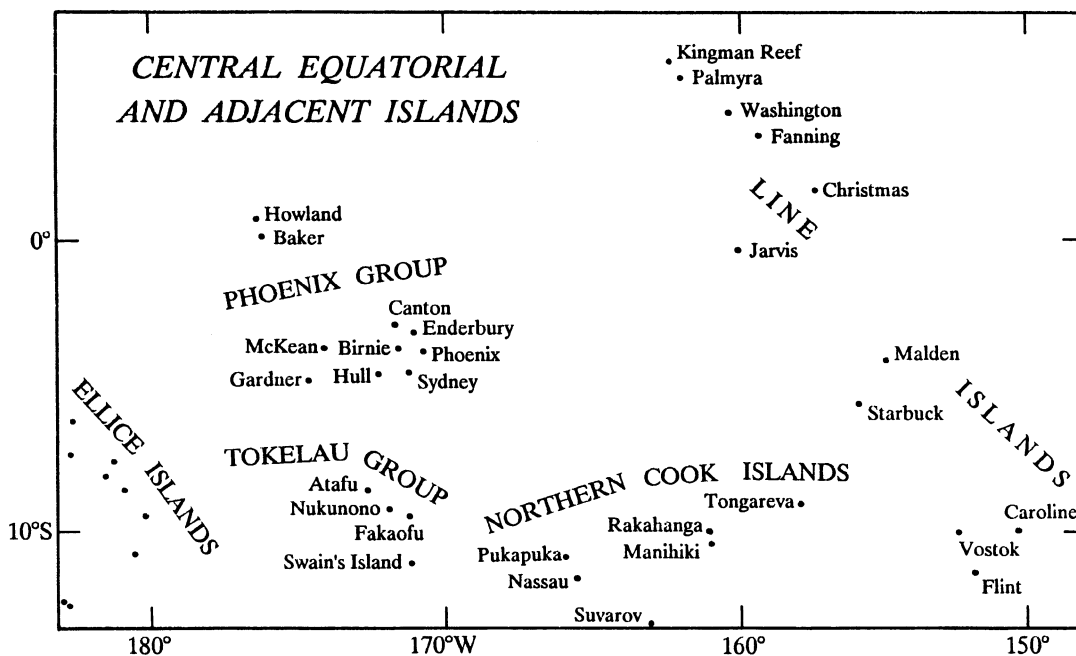 CENTRAL EQUATORIAL
AND ADJACENT ISLANDS
Kingman Reef
Palmyra
Washington
Fanning
LINE
Christmas
Howland
0°
Baker
Jarvis
PHOENIX GROUP
Canton
Enderbury
McKean
Birnie
Phoenix
Malden
Gardner
Hull
Sydney
ISLANDS
Starbuck
ELLICE ISLANDS
TOKELAU GROUP
NORTHERN COOK ISLANDS
Atafu
Tongareva
Nukunono
Caroline
Fakaofu
Rakahanga
10°S
Manihiki
Vostok
Swain's Island
Pukapuka
Nassau
Flint
Suvarov
180°
170°W
160°
150°